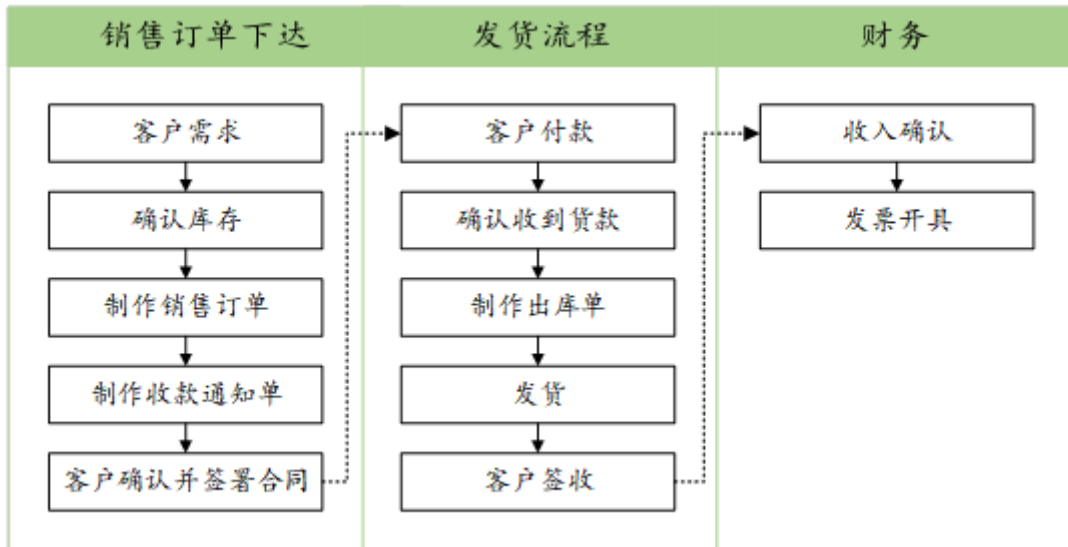 销售订单下达
发货流程
财务
客户需求
确认库存
制作销售订单
制作收款通知单
客户确认并签署合同
客户付款
确认收到货款
制作出库单
发货
客户签收
收入确认
发票开具